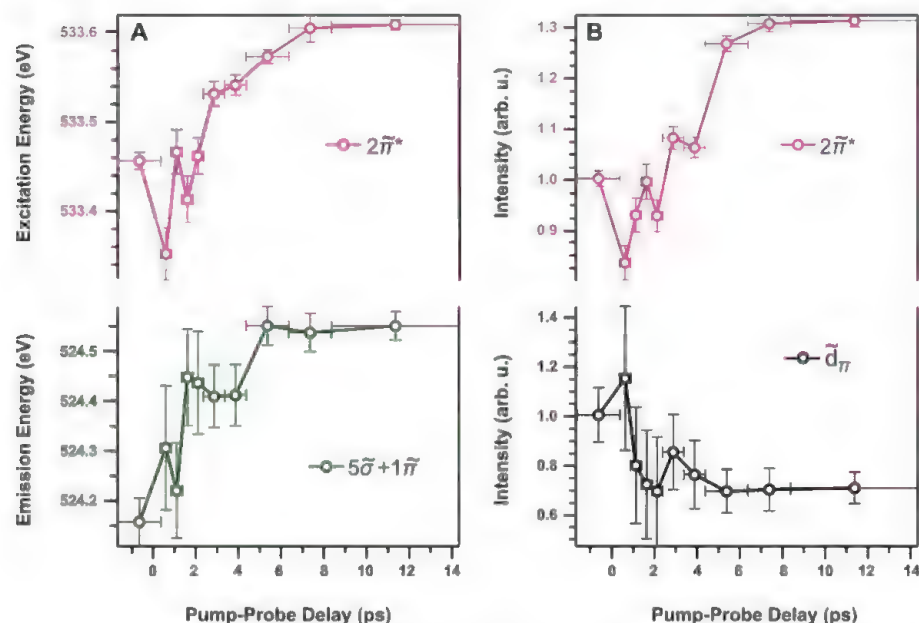 A
B
Excitation Energy (eV)
533.6
533.5
533.4
2π̃*
Intensity (arb. u.)
1.3
1.2
1.1
1.0
0.9
2π̃*
Emission Energy (eV)
524.5
524.4
524.3
524.2
5σ̃+1π̃
0 2 4 6 8 10 12 14
Pump-Probe Delay (ps)
Intensity (arb. u.)
1.4
1.2
1.0
0.8
0.6
d̃π
0 2 4 6 8 10 12 14
Pump-Probe Delay (ps)